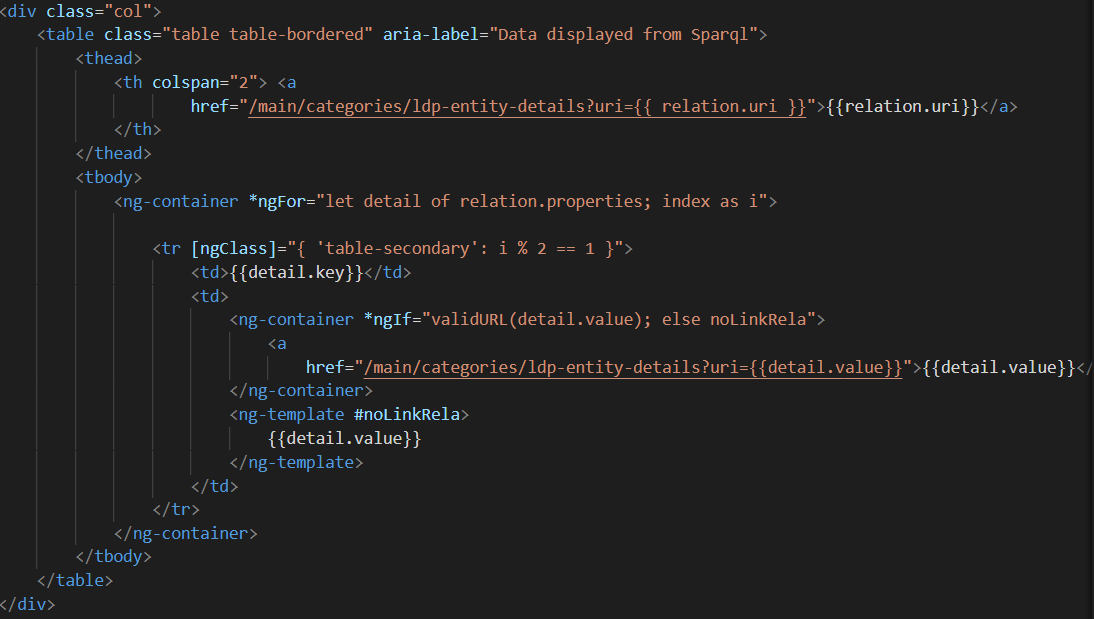 <div class="col">
<table class="table table-bordered" aria-label="Data displayed from Sparql">
<thead>
<th colspan="2"> <a
href="/main/categories/ldp-entity-details?uri={{ relation.uri }}">{{relation.uri}}</a>
</th>
</thead>
<tbody>
<ng-container *ngFor="let detail of relation.properties; index as i">
<tr [ngClass]="{ 'table-secondary': i % 2 == 1 }">
<td>{{detail.key}}</td>
<td>
<ng-container *ngIf="validURL(detail.value); else noLinkRela">
<a
href="/main/categories/ldp-entity-details?uri={{detail.value}}">{{detail.value}}</
</ng-container>
<ng-template #noLinkRela>
{{detail.value}}
</ng-template>
</td>
</tr>
</ng-container>
</tbody>
</table>
</div>